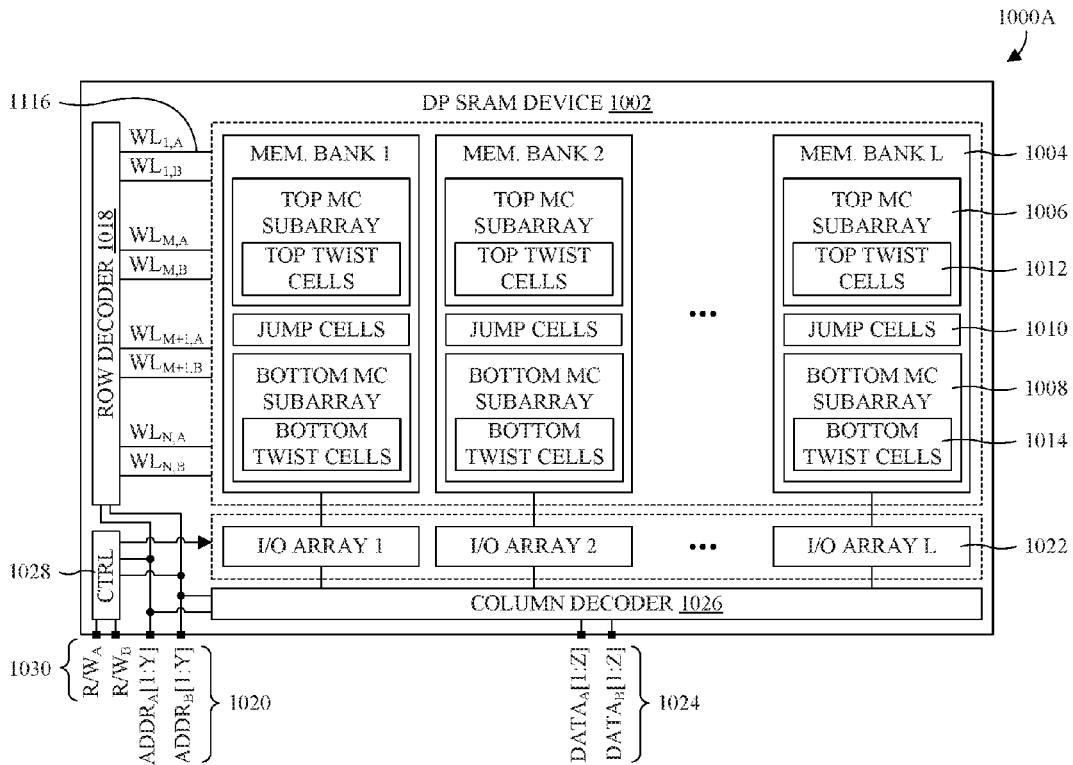 1000A
DP SRAM DEVICE 1002
1116
WL1,A
WL1,B
WLM,A
WLM,B
WLM+1,A
WLM+1,B
WLN,A
WLN,B
ROW DECODER 1018
MEM. BANK 1
TOP MC
SUBARRAY
TOP TWIST
CELLS
JUMP CELLS
BOTTOM MC
SUBARRAY
BOTTOM
TWIST CELLS
MEM. BANK 2
TOP MC
SUBARRAY
TOP TWIST
CELLS
JUMP CELLS
BOTTOM MC
SUBARRAY
BOTTOM
TWIST CELLS
...
MEM. BANK L
TOP MC
SUBARRAY
TOP TWIST
CELLS
JUMP CELLS
BOTTOM MC
SUBARRAY
BOTTOM
TWIST CELLS
1004
1006
1012
1010
1008
1014
I/O ARRAY 1
I/O ARRAY 2
...
I/O ARRAY L
1022
1028
CTRL
COLUMN DECODER 1026
1030
R/WA
R/WB
ADDRA[1:Y]
ADDRB[1:Y]
1020
DATAA[1:Z]
DATAB[1:Z]
1024